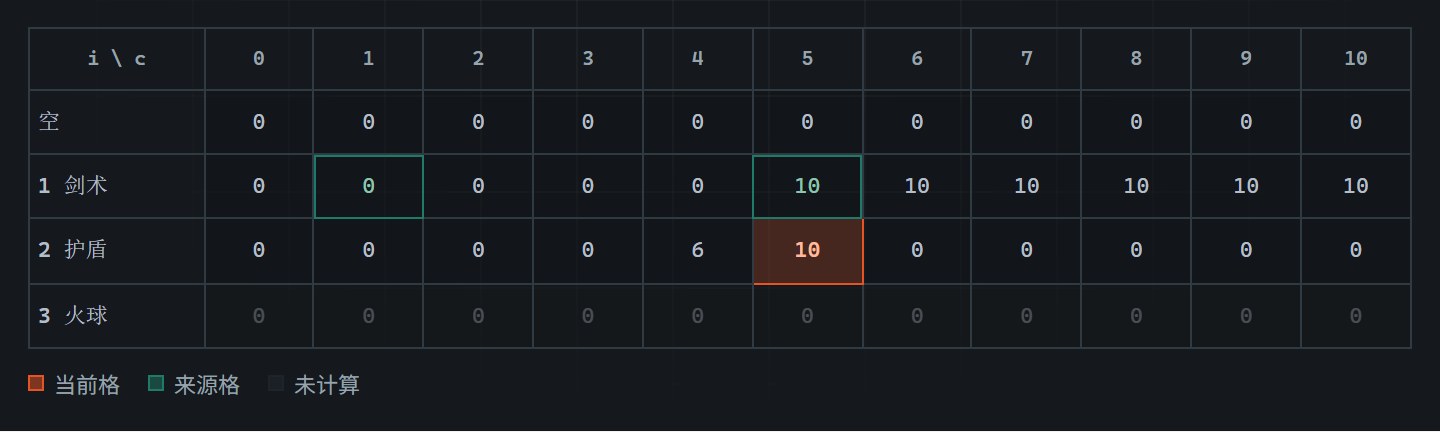 i \ c 0 1 2 3 4 5 6 7 8 9 10
空 0 0 0 0 0 0 0 0 0 0 0
1 剑术 0 0 0 0 0 10 10 10 10 10 10
2 护盾 0 0 0 0 6 10 0 0 0 0 0
3 火球 0 0 0 0 0 0 0 0 0 0 0
当前格 来源格 未计算